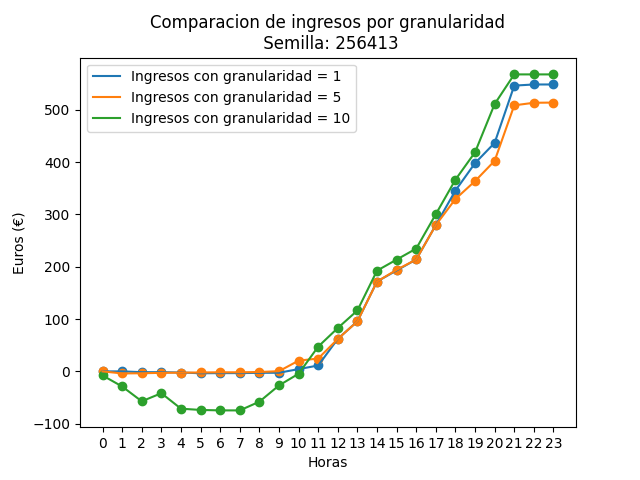 Comparacion de ingresos por granularidad
Semilla: 256413
Ingresos con granularidad = 1
Ingresos con granularidad = 5
Ingresos con granularidad = 10
Euros (€)
500
400
300
200
100
0
−100
0 1 2 3 4 5 6 7 8 9 10 11 12 13 14 15 16 17 18 19 20 21 22 23
Horas